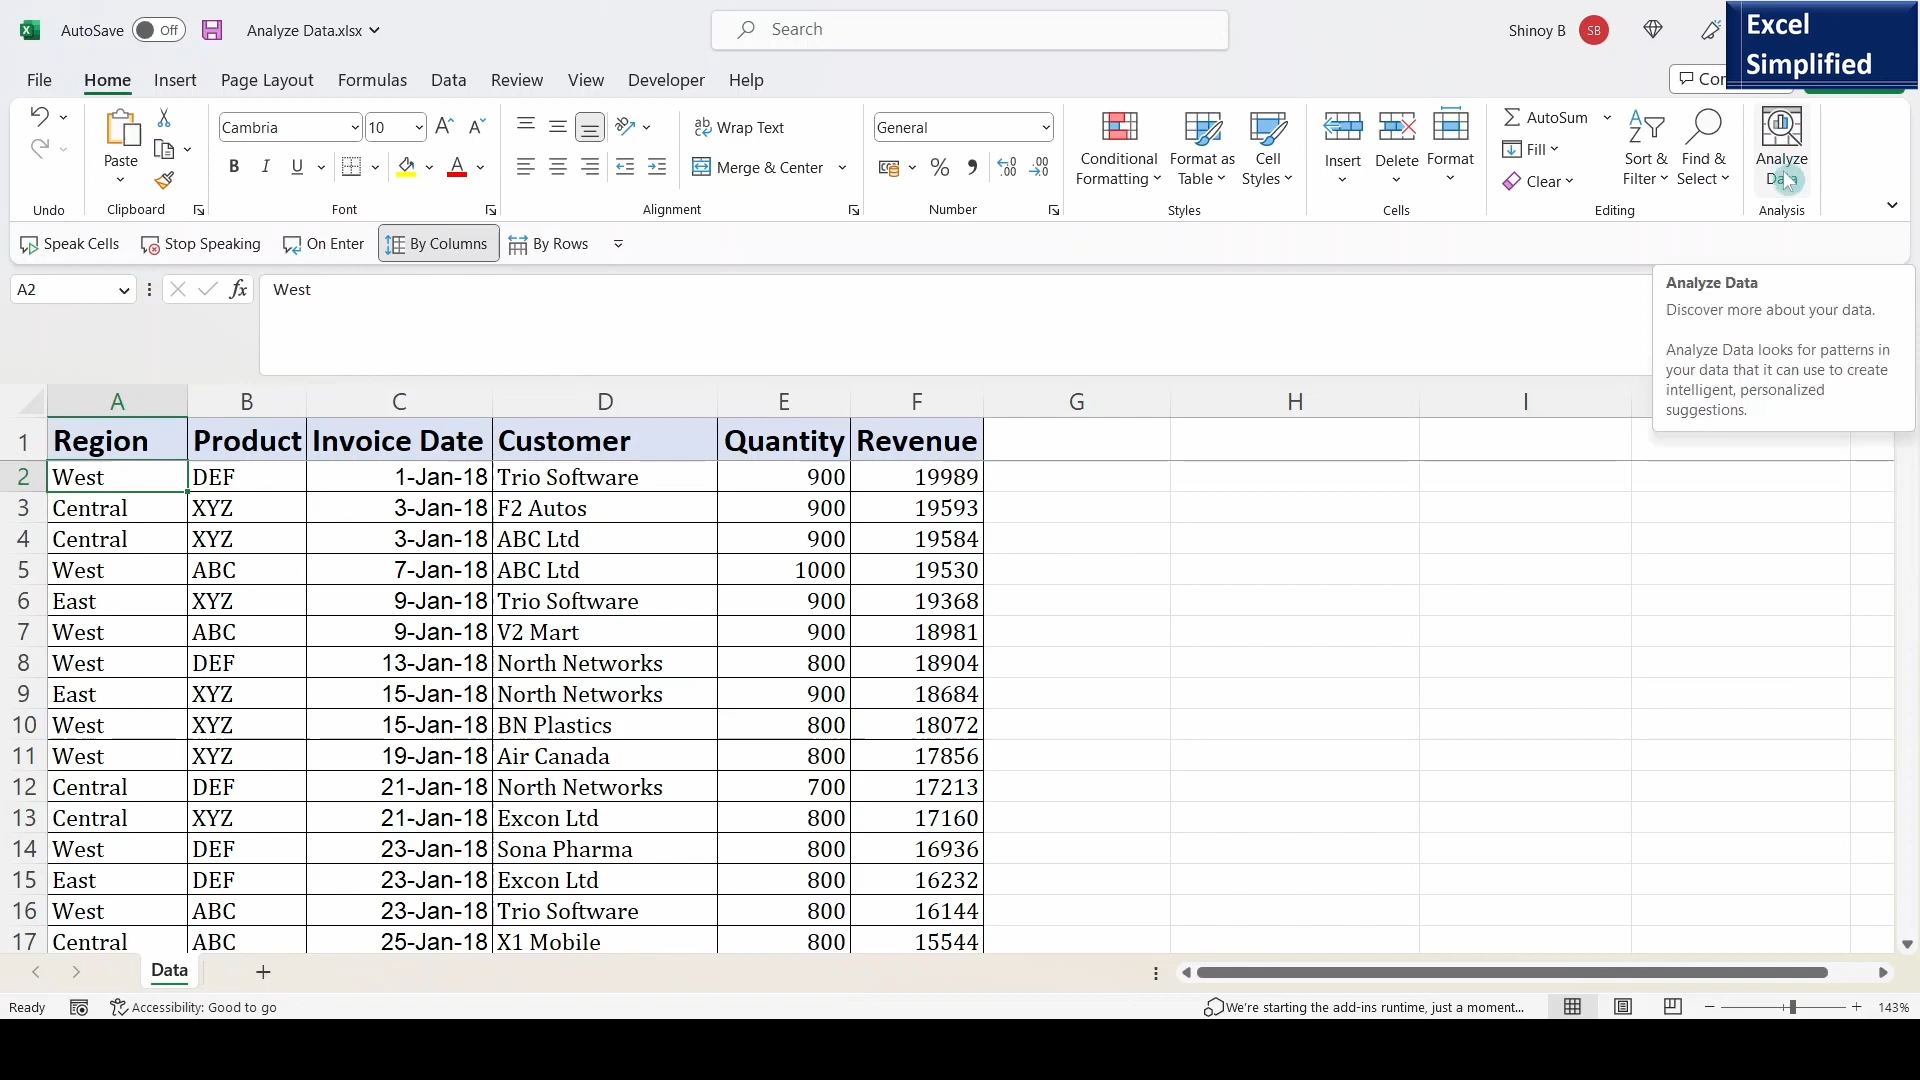 AutoSave Off Analyze Data.xlsx Search Shinoy B SB
Excel
Simplified
File Home Insert Page Layout Formulas Data Review View Developer Help
Cambria 10 Wrap Text General AutoSum
Paste Conditional Formatting Format as Table Cell Styles Insert Delete Format Fill Sort & Filter Find & Select Analyze
B I U Merge & Center % Clear
Undo Clipboard Font Alignment Number Styles Cells Editing Analysis
Speak Cells Stop Speaking On Enter By Columns By Rows
A2 fx West
Analyze Data
Discover more about your data.
Analyze Data looks for patterns in
your data that it can use to create
intelligent, personalized
suggestions.
A B C D E F G H I
1 Region Product Invoice Date Customer Quantity Revenue
2 West DEF 1-Jan-18 Trio Software 900 19989
3 Central XYZ 3-Jan-18 F2 Autos 900 19593
4 Central XYZ 3-Jan-18 ABC Ltd 900 19584
5 West ABC 7-Jan-18 ABC Ltd 1000 19530
6 East XYZ 9-Jan-18 Trio Software 900 19368
7 West ABC 9-Jan-18 V2 Mart 900 18981
8 West DEF 13-Jan-18 North Networks 800 18904
9 East XYZ 15-Jan-18 North Networks 900 18684
10 West XYZ 15-Jan-18 BN Plastics 800 18072
11 West XYZ 19-Jan-18 Air Canada 800 17856
12 Central DEF 21-Jan-18 North Networks 700 17213
13 Central XYZ 21-Jan-18 Excon Ltd 800 17160
14 West DEF 23-Jan-18 Sona Pharma 800 16936
15 East DEF 23-Jan-18 Excon Ltd 800 16232
16 West ABC 23-Jan-18 Trio Software 800 16144
17 Central ABC 25-Jan-18 X1 Mobile 800 15544
Data
Ready Accessibility: Good to go We're starting the add-ins runtime, just a moment... 143%